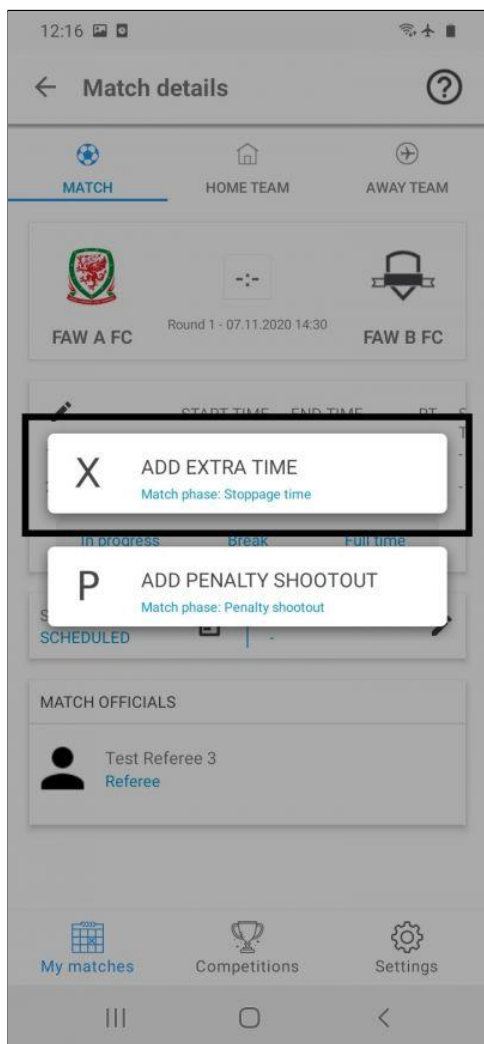 12:16
Match details
?
MATCH
HOME TEAM
AWAY TEAM
-:-
Round 1 - 07.11.2020 14:30
FAW A FC
FAW B FC
START TIME END TIME
X
ADD EXTRA TIME
Match phase: Stoppage time
In progress Break Full time
P
ADD PENALTY SHOOTOUT
Match phase: Penalty shootout
SCHEDULED
-
MATCH OFFICIALS
Test Referee 3
Referee
My matches
Competitions
Settings